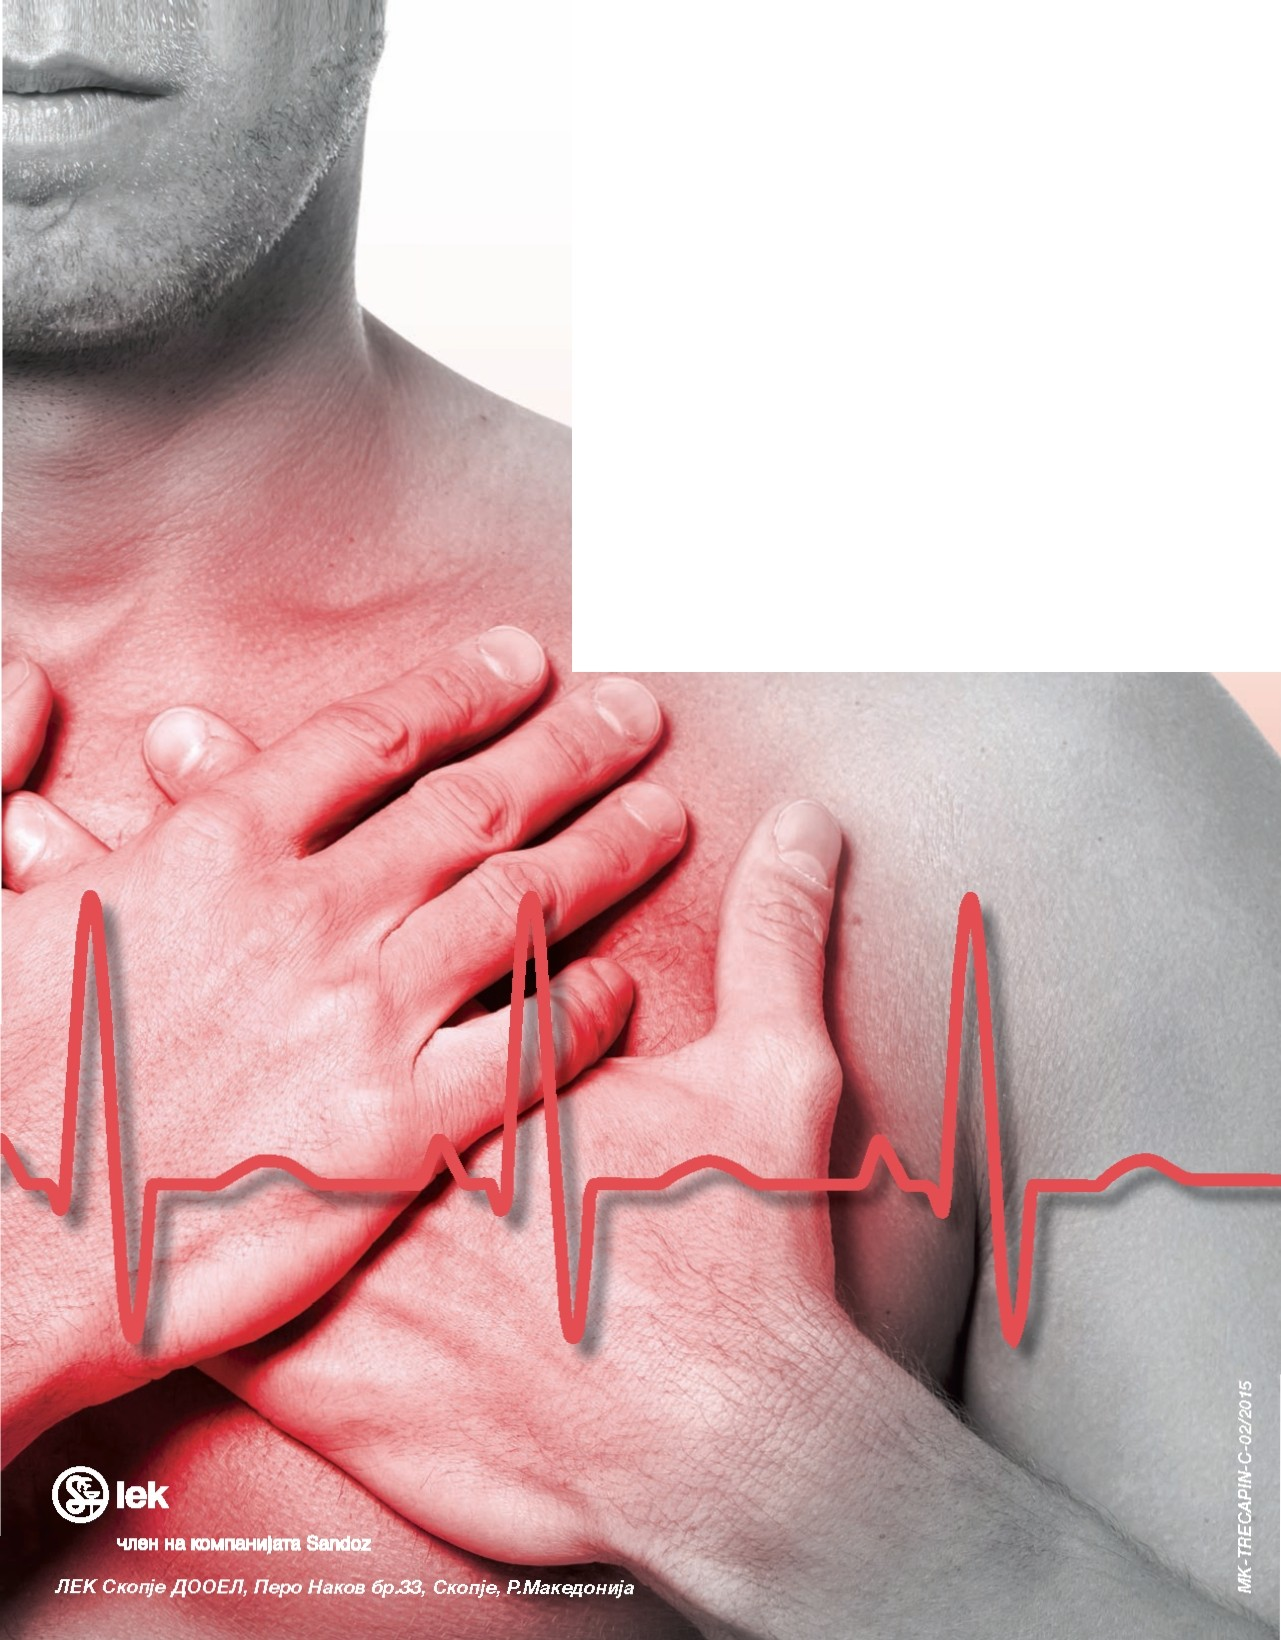 lek
член на компанијата Sandoz
ЛЕК Скопје ДООЕЛ, Перо Наков бр.33, Скопје, Р.Македонија
MK-TRECAPIN-C-02/2015